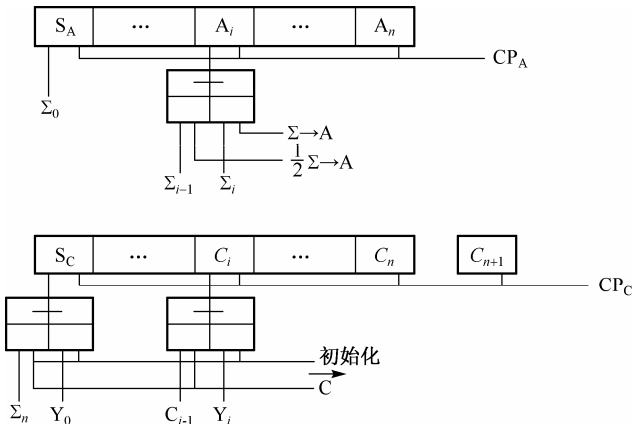 S_A ... A_i ... A_n
CP_A
Σ_0
Σ→A
1/2 Σ→A
Σ_{i-1} Σ_i
S_C ... C_i ... C_n C_{n+1}
CP_C
初始化
C
Σ_n Y_0 C_{i-1} Y_i